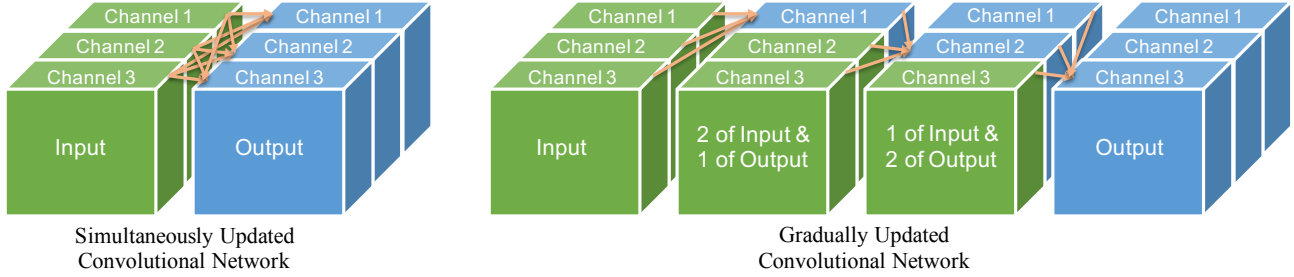 Channel 1
Channel 2
Channel 3
Input
Channel 1
Channel 2
Channel 3
Output
Simultaneously Updated
Convolutional Network
Channel 1
Channel 2
Channel 3
Input
Channel 1
Channel 2
Channel 3
2 of Input &
1 of Output
Channel 1
Channel 2
Channel 3
1 of Input &
2 of Output
Channel 1
Channel 2
Channel 3
Output
Gradually Updated
Convolutional Network